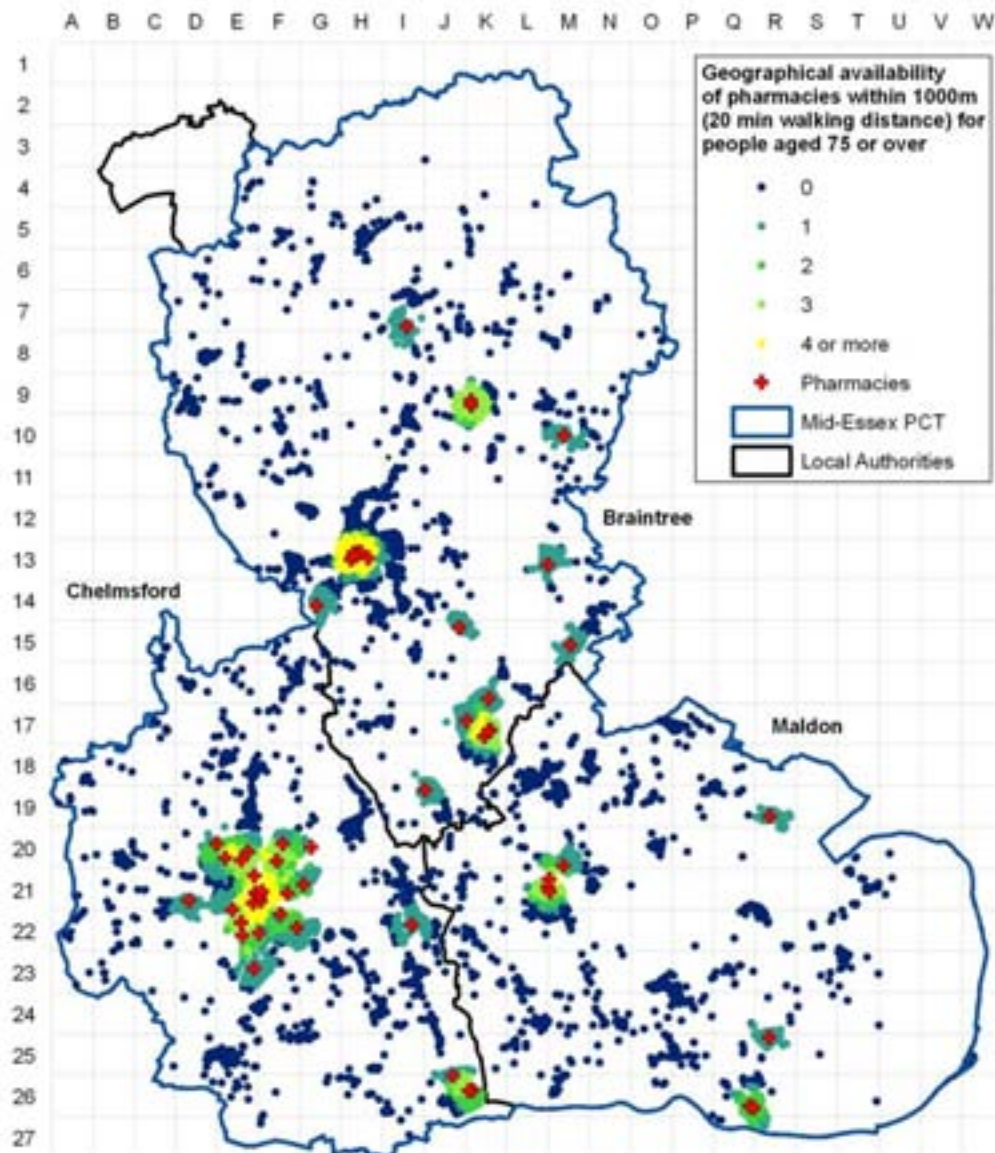 A B C D E F G H I J K L M N O P Q R S T U V W
1
2
3
4
5
6
7
8
9
10
11
12
13
14
15
16
17
18
19
20
21
22
23
24
25
26
27
Geographical availability
of pharmacies within 1000m
(20 min walking distance) for
people aged 75 or over
0
1
2
3
4 or more
Pharmacies
Mid-Essex PCT
Local Authorities
Braintree
Chelmsford
Maldon